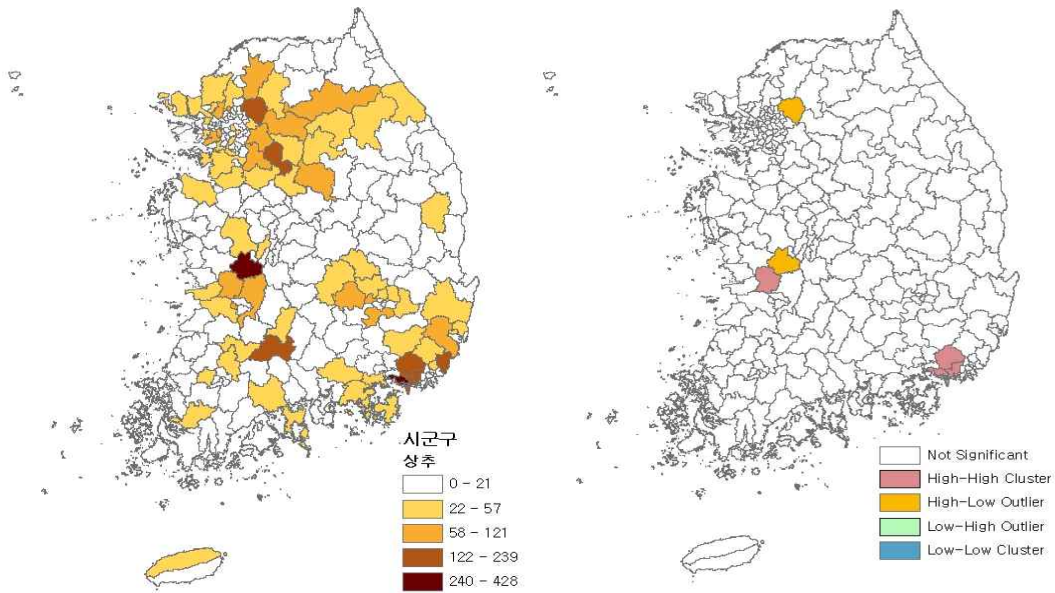 시군구
상추
0 - 21
22 - 57
58 - 121
122 - 239
240 - 428
Not Significant
High-High Cluster
High-Low Outlier
Low-High Outlier
Low-Low Cluster